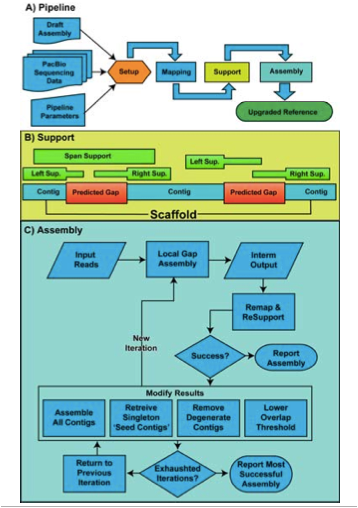 A) Pipeline
Draft
Assembly
PacBio
Sequencing
Data
Pipeline
Parameters
Setup
Mapping
Support
Assembly
Upgraded Reference
B) Support
Span Support
Left Sup.
Right Sup.
Left Sup.
Right Sup.
Contig
Predicted Gap
Contig
Predicted Gap
Contig
Scaffold
C) Assembly
Input
Reads
Local Gap
Assembly
Interm
Output
Remap &
ReSupport
New
Iteration
Success?
Report
Assembly
Modify Results
Assemble
All Contigs
Retreive
Singleton
'Seed Contigs'
Remove
Degenerate
Contigs
Lower
Overlap
Threshold
Return to
Previous
Iteration
Exhaushted
Iterations?
Report Most
Successful
Assembly